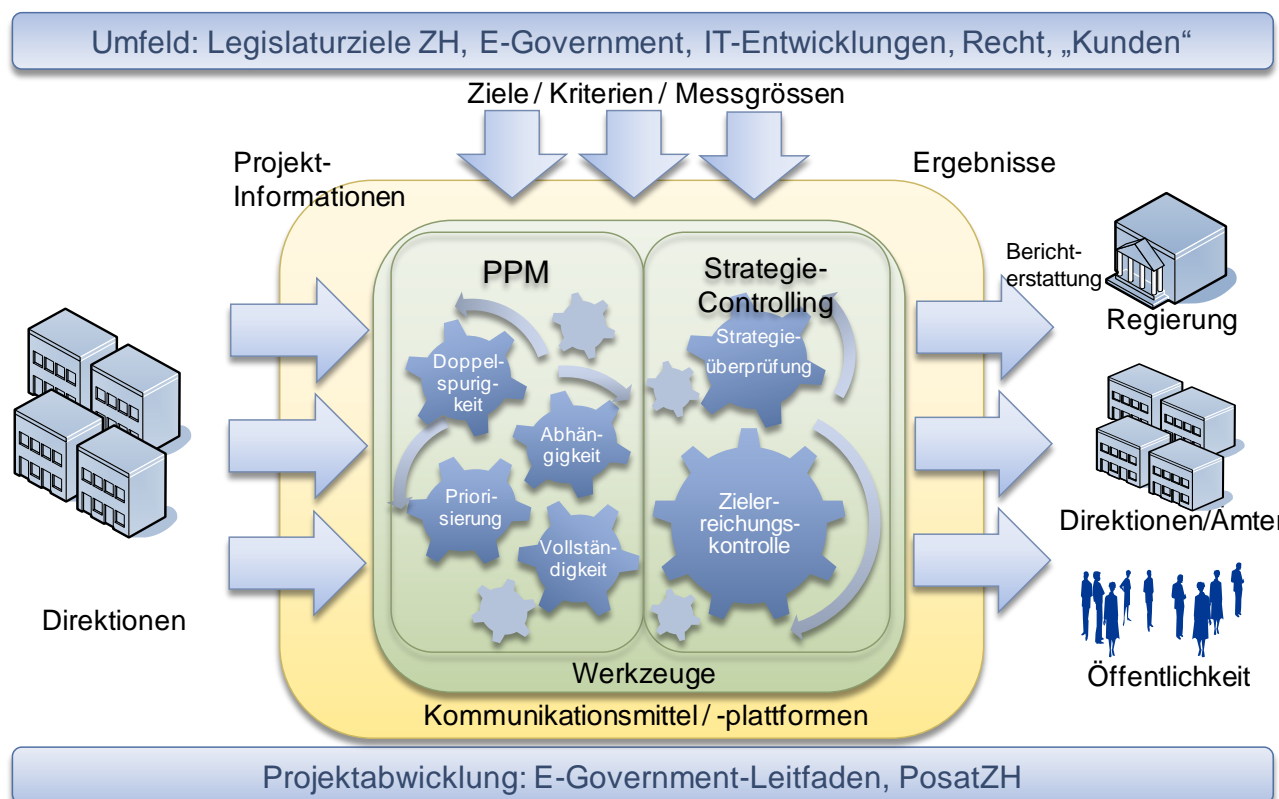 Umfeld: Legislaturziele ZH, E-Government, IT-Entwicklungen, Recht, „Kunden“
Ziele / Kriterien / Messgrössen
Projekt-
Informationen
Ergebnisse
PPM
Strategie-
Controlling
Bericht-
erstattung
Regierung
Doppel-
spurig-
keit
Strategie-
überprüfung
Abhän-
gigkeit
Priori-
sierung
Zielerr-
reichungs-
kontrolle
Vollstän-
digkeit
Direktionen/Ämter
Direktionen
Öffentlichkeit
Werkzeuge
Kommunikationsmittel / -plattformen
Projektabwicklung: E-Government-Leitfaden, PosatZH